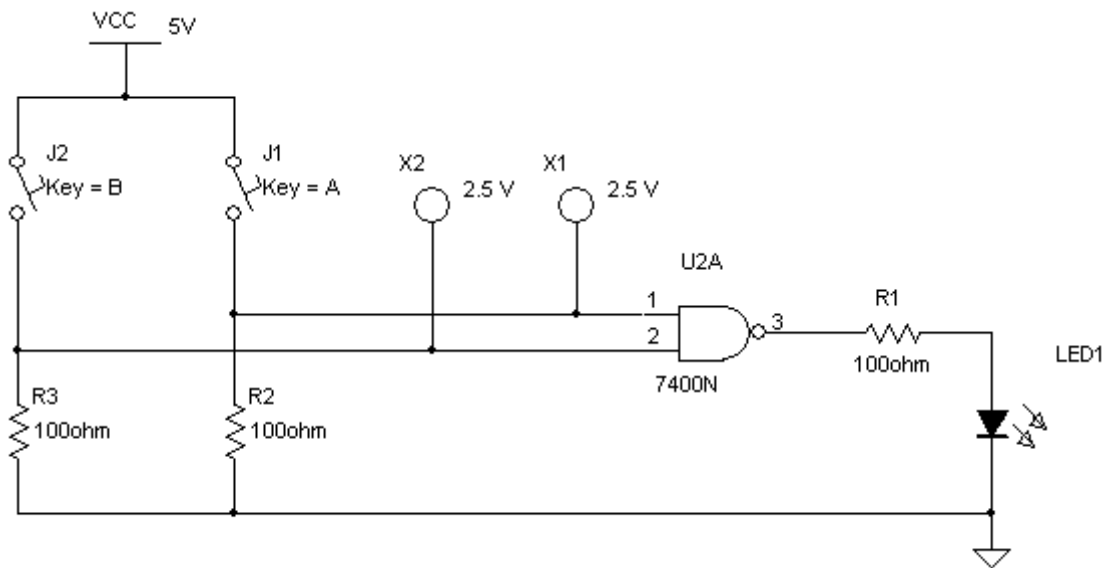 VCC 5V
J2
Key = B
J1
Key = A
X2
2.5 V
X1
2.5 V
U2A
1
2
3
7400N
R1
100ohm
LED1
R3
100ohm
R2
100ohm